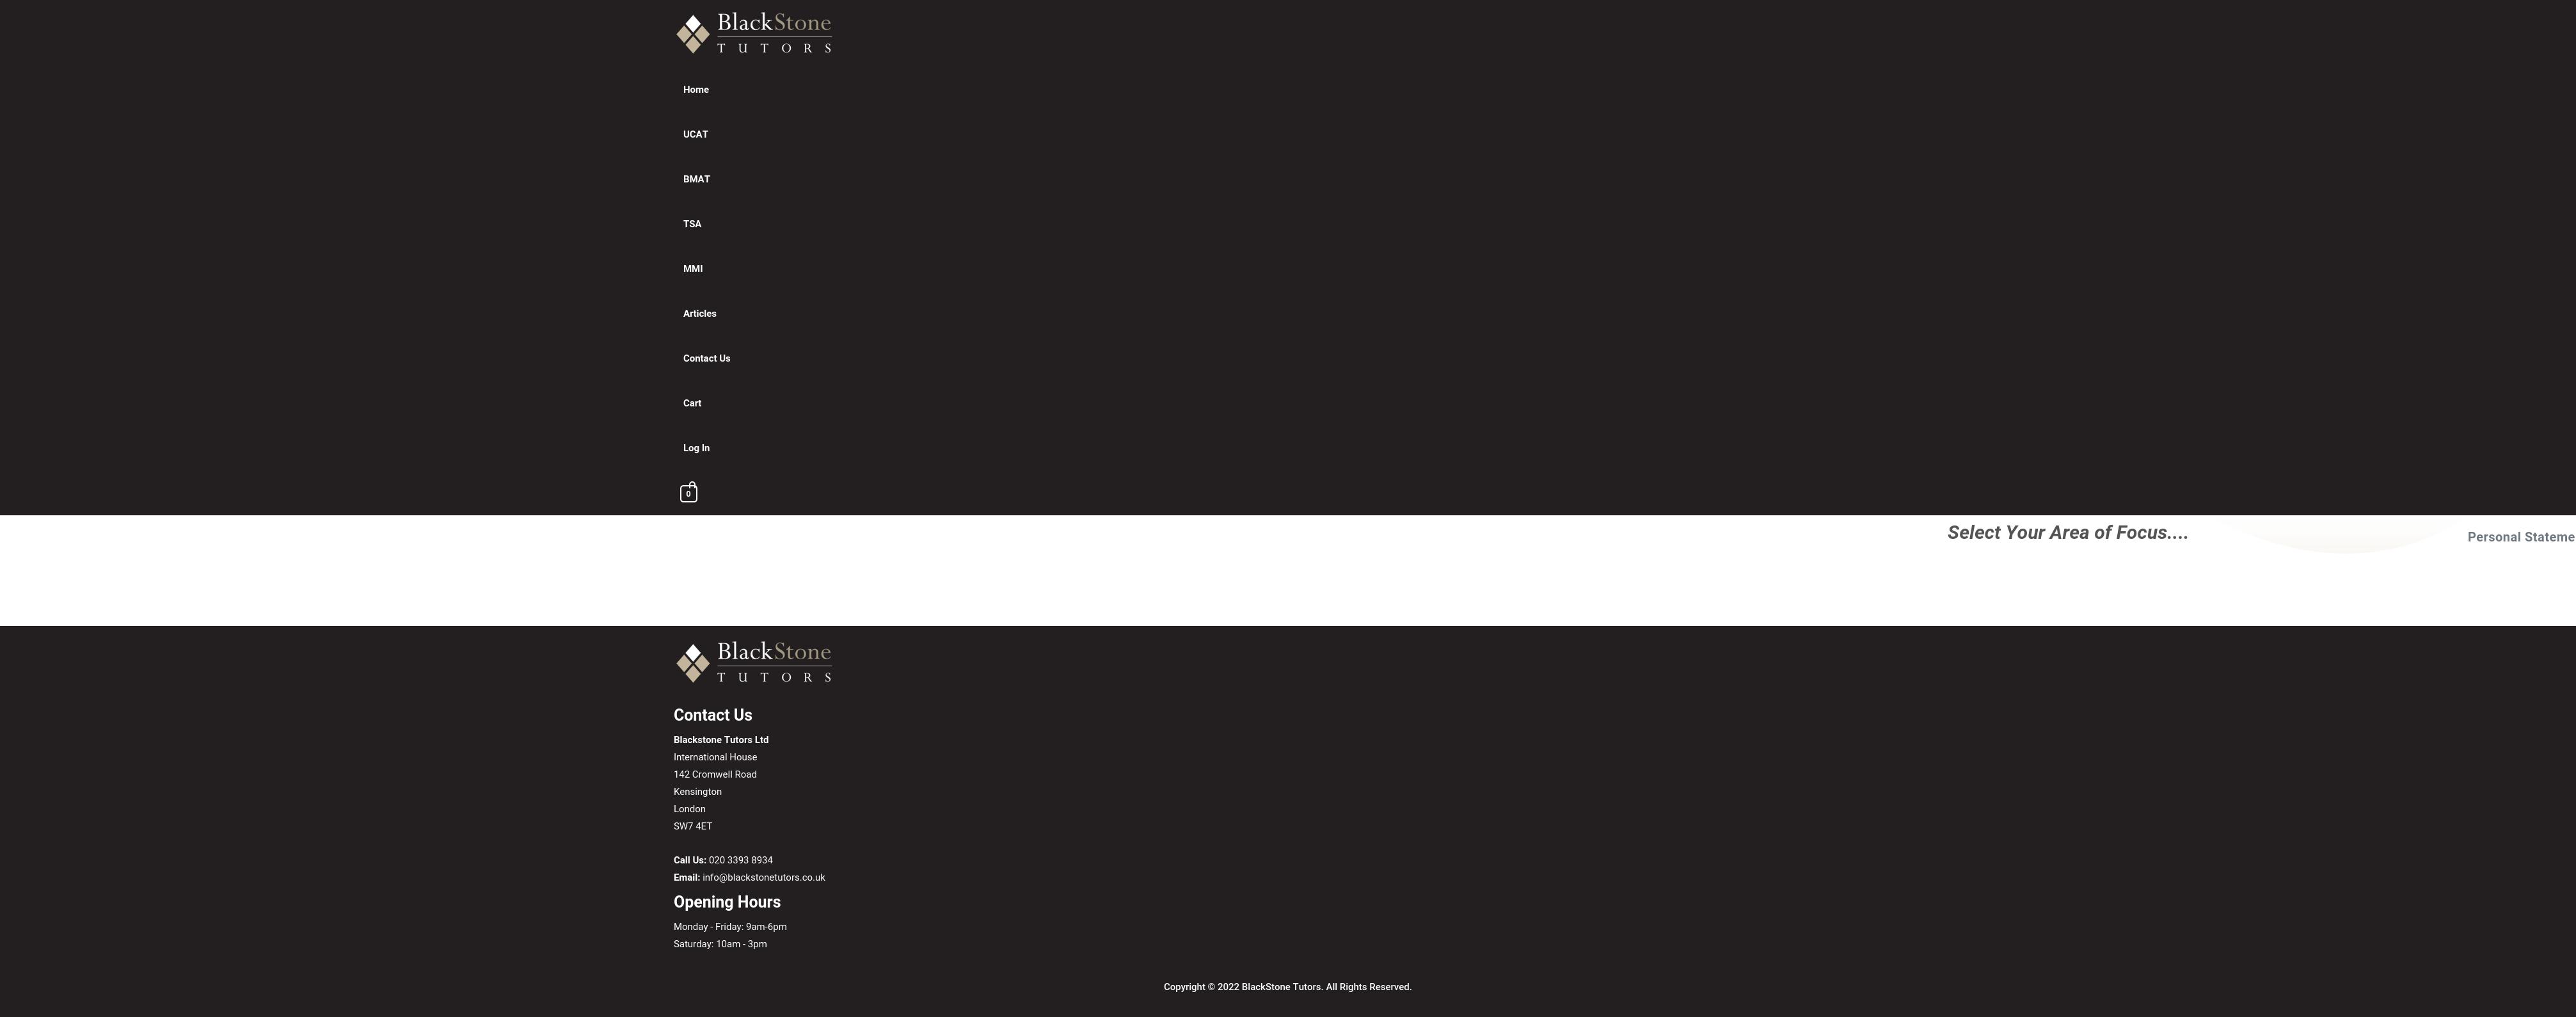 BlackStone
TUTORS
Home
UCAT
BMAT
TSA
MMI
Articles
Contact Us
Cart
Log In
0
Select Your Area of Focus....
Personal Stateme
BlackStone
TUTORS
Contact Us
Blackstone Tutors Ltd
International House
142 Cromwell Road
Kensington
London
SW7 4ET
Call Us: 020 3393 8934
Email: info@blackstonetutors.co.uk
Opening Hours
Monday - Friday: 9am-6pm
Saturday: 10am - 3pm
Copyright © 2022 BlackStone Tutors. All Rights Reserved.